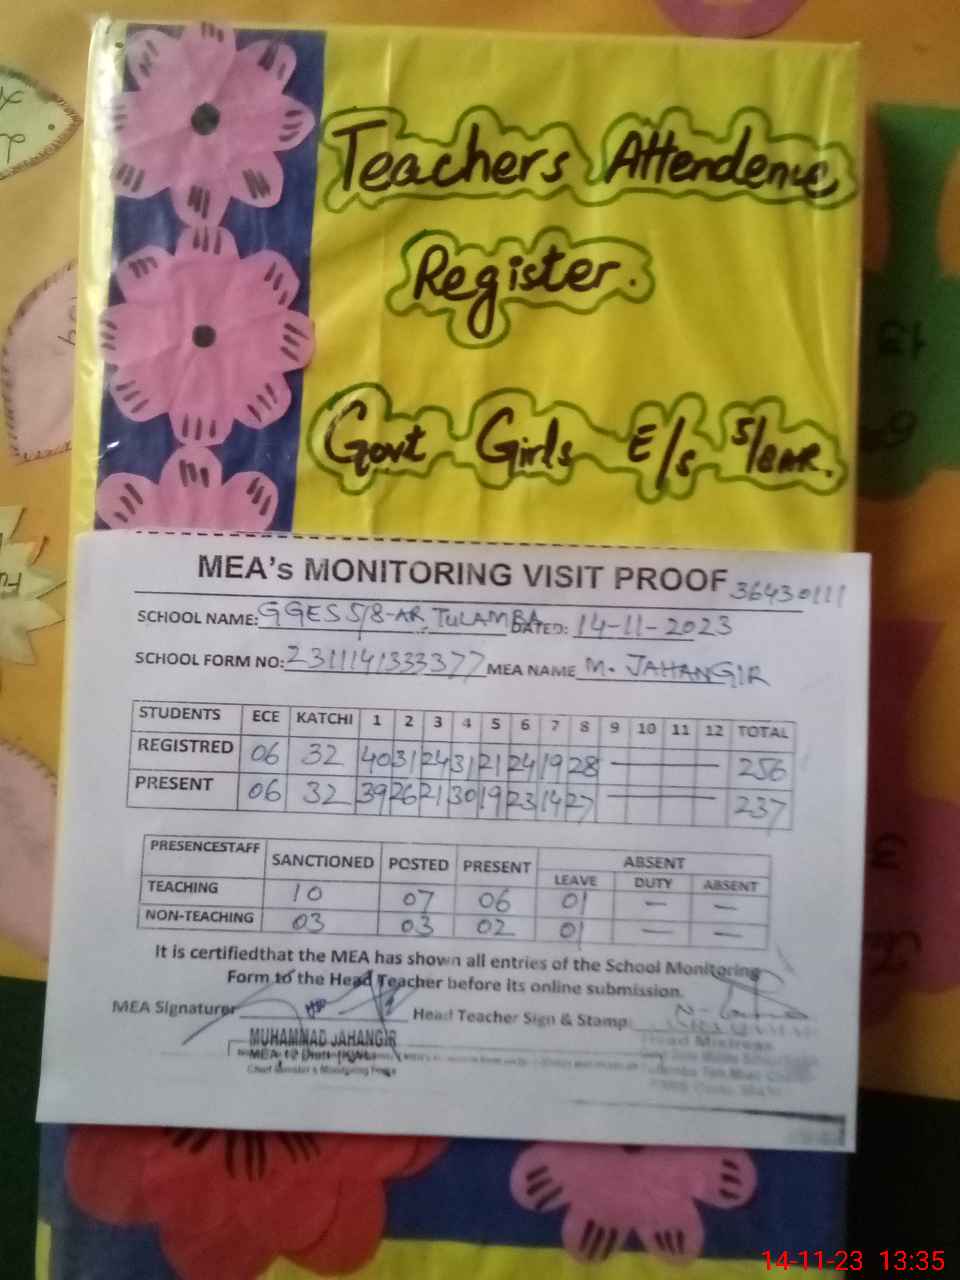 Teachers Attendence
Register.
Govt Girls E/S 5/8AR.
MEA's MONITORING VISIT PROOF 36430111
SCHOOL NAME: GGES 5/8-AR TULAMBA DATED: 14-11-2023
SCHOOL FORM NO: 2311141333377 MEA NAME M. JAHANGIR
STUDENTS ECE KATCHI 1 2 3 4 5 6 7 8 9 10 11 12 TOTAL
REGISTRED 06 32 40 31 24 31 21 24 19 28 256
PRESENT 06 32 39 26 21 30 19 23 14 27 237
PRESENCESTAFF SANCTIONED POSTED PRESENT ABSENT
LEAVE DUTY ABSENT
TEACHING 10 07 06 01 — —
NON-TEACHING 03 03 02 01 — —
It is certifiedthat the MEA has shown all entries of the School Monitoring
Form to the Head Teacher before its online submission.
MEA Signaturer Head Teacher Sign & Stamp
MUHAMMAD JAHANGIR
Head Mistress
Chief Minister's Monitoring Force
14-11-23 13:35